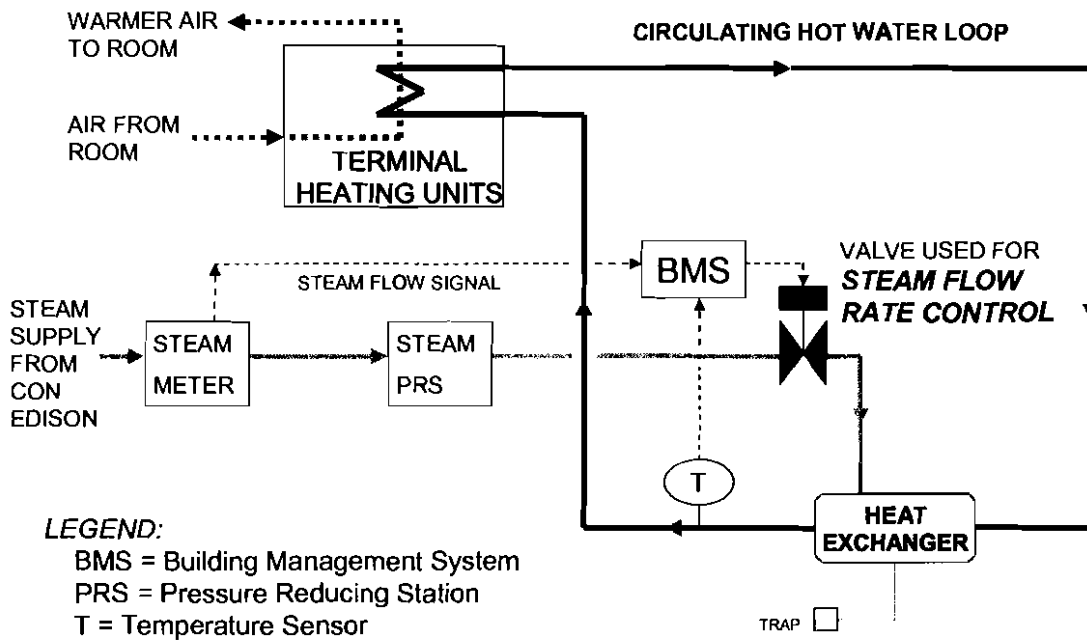 WARMER AIR
TO ROOM
CIRCULATING HOT WATER LOOP
AIR FROM
ROOM
TERMINAL
HEATING UNITS
BMS
VALVE USED FOR
STEAM FLOW
RATE CONTROL
STEAM FLOW SIGNAL
STEAM
SUPPLY
FROM
CON
EDISON
STEAM
METER
STEAM
PRS
T
HEAT
EXCHANGER
LEGEND:
BMS = Building Management System
PRS = Pressure Reducing Station
T = Temperature Sensor
TRAP